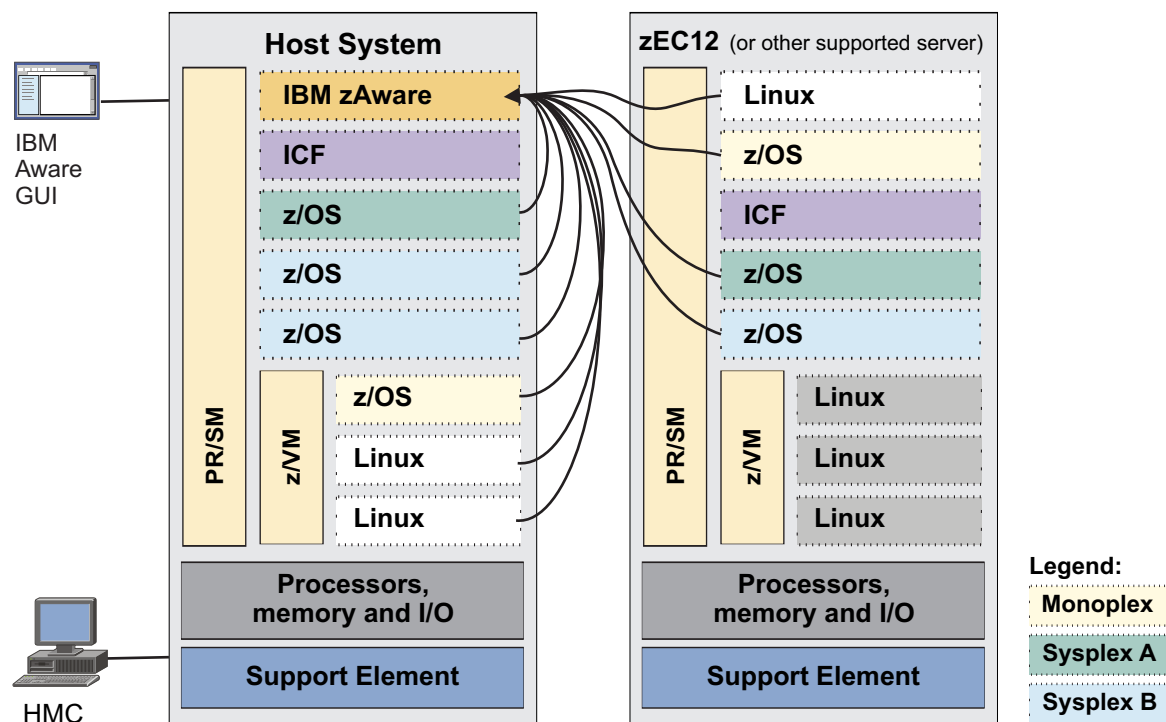 Host System
IBM
Aware
GUI
PR/SM
IBM zAware
ICF
z/OS
z/OS
z/OS
z/VM
z/OS
Linux
Linux
Processors,
memory and I/O
Support Element
HMC
zEC12 (or other supported server)
PR/SM
Linux
z/OS
ICF
z/OS
z/OS
z/VM
Linux
Linux
Linux
Processors,
memory and I/O
Support Element
Legend:
Monoplex
Sysplex A
Sysplex B